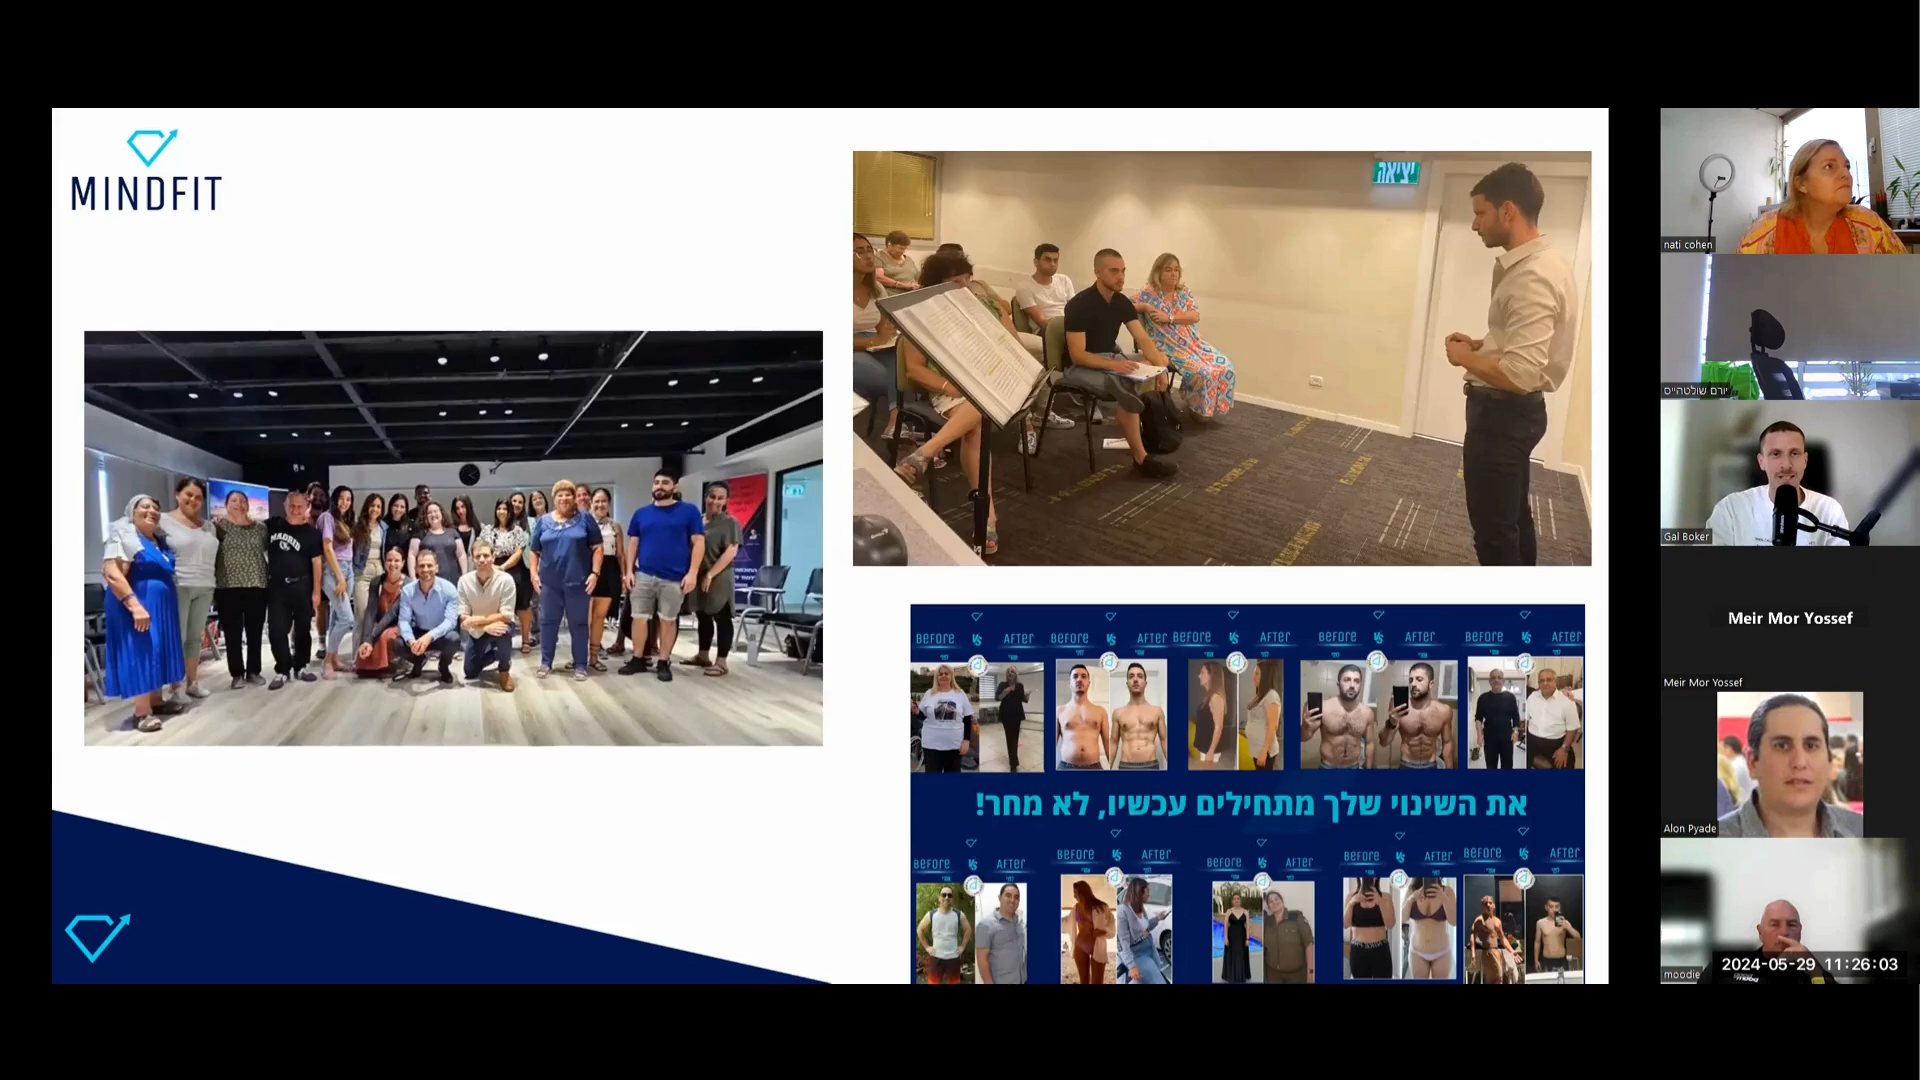 MINDFIT
יציאה
MADRID
BEFORE VS AFTER BEFORE VS AFTER BEFORE VS AFTER BEFORE VS AFTER BEFORE VS AFTER
את השינוי שלך מתחילים עכשיו, לא מחר!
BEFORE VS AFTER BEFORE VS AFTER BEFORE VS AFTER BEFORE VS AFTER BEFORE VS AFTER
nati cohen
יורם שולטהייס
Gal Boker
Meir Mor Yossef
Meir Mor Yossef
Alon Pyade
moodie
2024-05-29 11:26:03